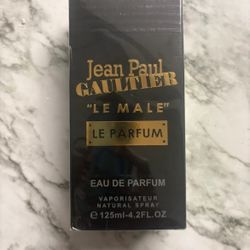 Jean Paul
GAULTIER
"LE MALE"
LE PARFUM
EAU DE PARFUM
VAPORISATEUR
NATURAL SPRAY
℮ 125ml-4.2FL.OZ